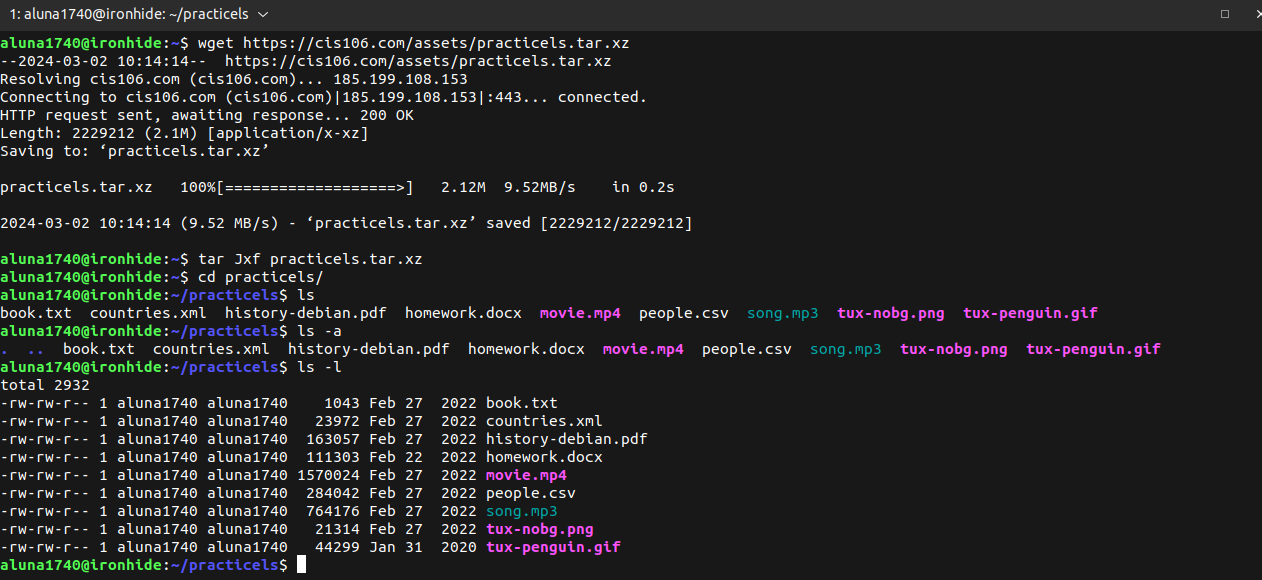 1: aluna1740@ironhide: ~/practicels
aluna1740@ironhide:~$ wget https://cis106.com/assets/practicels.tar.xz
--2024-03-02 10:14:14--  https://cis106.com/assets/practicels.tar.xz
Resolving cis106.com (cis106.com)... 185.199.108.153
Connecting to cis106.com (cis106.com)|185.199.108.153|:443... connected.
HTTP request sent, awaiting response... 200 OK
Length: 2229212 (2.1M) [application/x-xz]
Saving to: ‘practicels.tar.xz’
practicels.tar.xz   100%[===================>]   2.12M  9.52MB/s    in 0.2s
2024-03-02 10:14:14 (9.52 MB/s) - ‘practicels.tar.xz’ saved [2229212/2229212]
aluna1740@ironhide:~$ tar Jxf practicels.tar.xz
aluna1740@ironhide:~$ cd practicels/
aluna1740@ironhide:~/practicels$ ls
book.txt  countries.xml  history-debian.pdf  homework.docx  movie.mp4  people.csv  song.mp3  tux-nobg.png  tux-penguin.gif
aluna1740@ironhide:~/practicels$ ls -a
.  ..  book.txt  countries.xml  history-debian.pdf  homework.docx  movie.mp4  people.csv  song.mp3  tux-nobg.png  tux-penguin.gif
aluna1740@ironhide:~/practicels$ ls -l
total 2932
-rw-rw-r-- 1 aluna1740 aluna1740    1043 Feb 27  2022 book.txt
-rw-rw-r-- 1 aluna1740 aluna1740   23972 Feb 27  2022 countries.xml
-rw-rw-r-- 1 aluna1740 aluna1740  163057 Feb 27  2022 history-debian.pdf
-rw-rw-r-- 1 aluna1740 aluna1740  111303 Feb 22  2022 homework.docx
-rw-rw-r-- 1 aluna1740 aluna1740 1570024 Feb 27  2022 movie.mp4
-rw-rw-r-- 1 aluna1740 aluna1740  284042 Feb 27  2022 people.csv
-rw-rw-r-- 1 aluna1740 aluna1740  764176 Feb 27  2022 song.mp3
-rw-rw-r-- 1 aluna1740 aluna1740   21314 Feb 27  2022 tux-nobg.png
-rw-rw-r-- 1 aluna1740 aluna1740   44299 Jan 31  2020 tux-penguin.gif
aluna1740@ironhide:~/practicels$